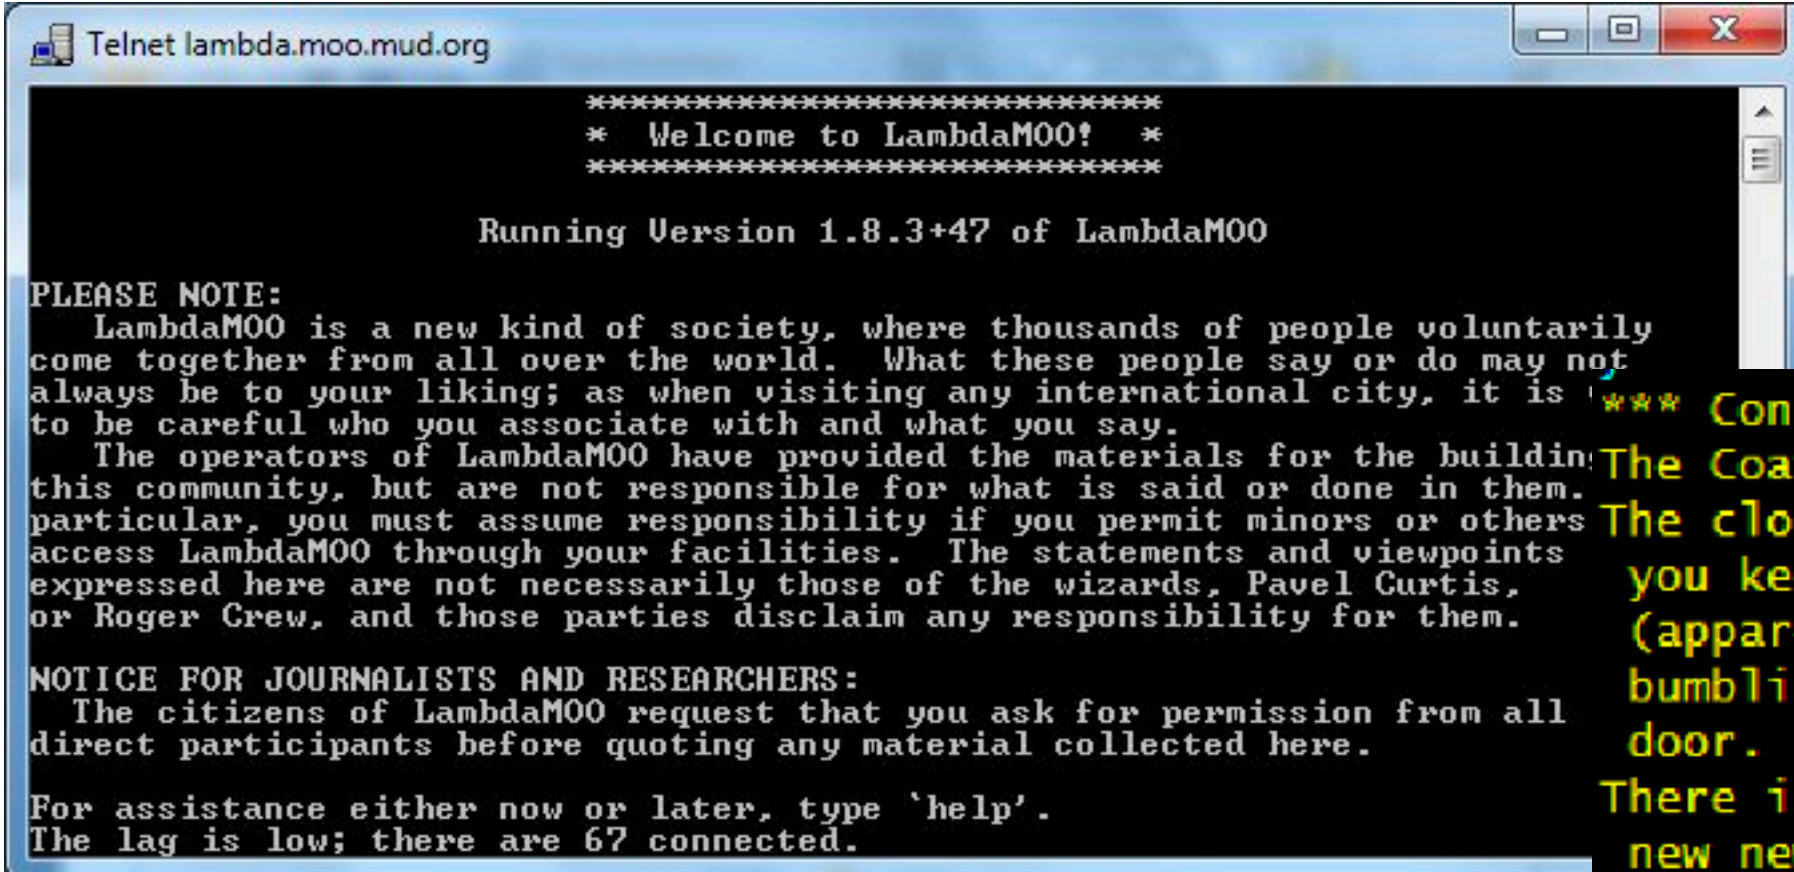 Telnet lambda.moo.mud.org
***************************
* Welcome to LambdaMOO! *
***************************
Running Version 1.8.3+47 of LambdaMOO
PLEASE NOTE:
LambdaMOO is a new kind of society, where thousands of people voluntarily
come together from all over the world. What these people say or do may not
always be to your liking; as when visiting any international city, it is
to be careful who you associate with and what you say.
The operators of LambdaMOO have provided the materials for the buildin
this community, but are not responsible for what is said or done in them.
particular, you must assume responsibility if you permit minors or others
access LambdaMOO through your facilities. The statements and viewpoints
expressed here are not necessarily those of the wizards, Pavel Curtis,
or Roger Crew, and those parties disclaim any responsibility for them.
NOTICE FOR JOURNALISTS AND RESEARCHERS:
The citizens of LambdaMOO request that you ask for permission from all
direct participants before quoting any material collected here.
For assistance either now or later, type `help'.
The lag is low; there are 67 connected.
*** Con
The Coa
The clo
you ke
(appar
bumbli
door.
There i
new ne